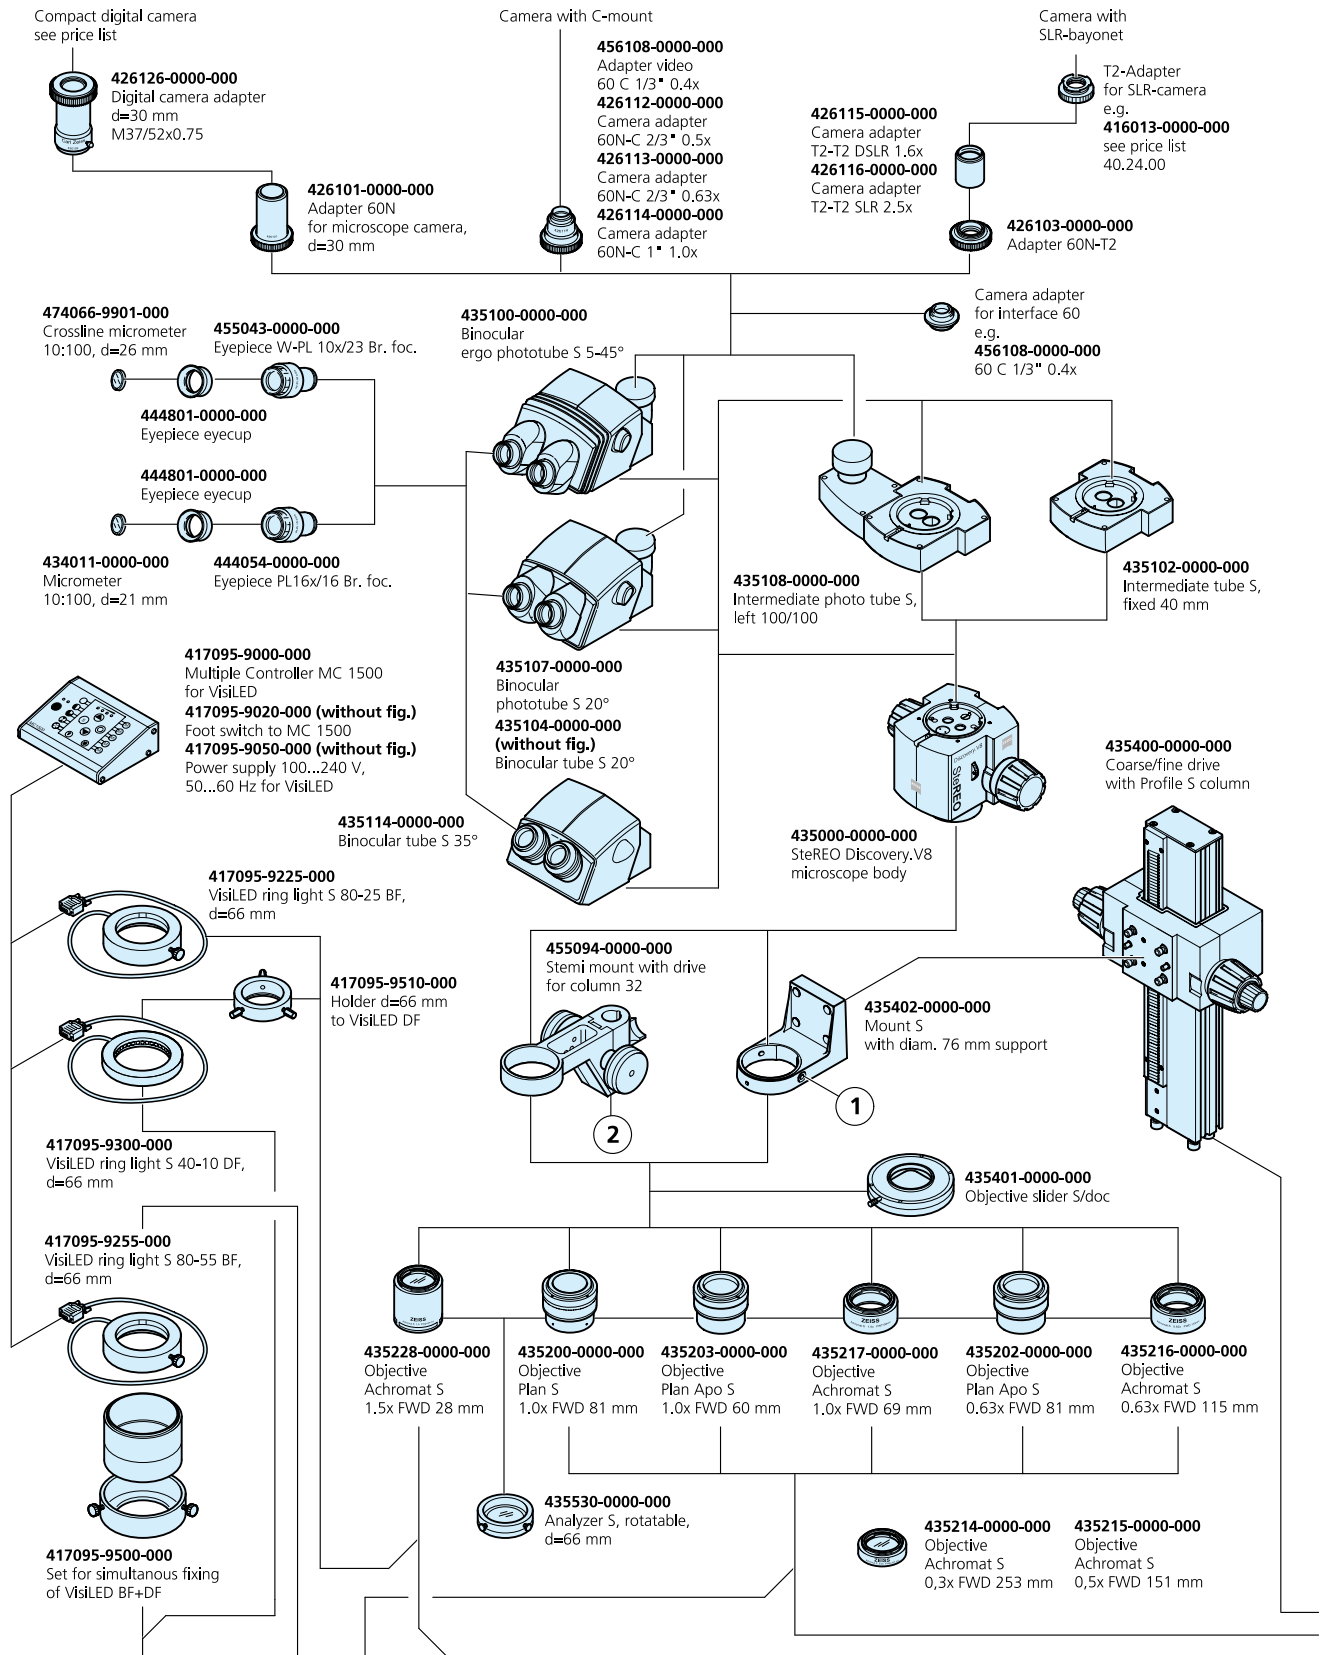 Compact digital camera
see price list
426126-0000-000
Digital camera adapter
d=30 mm
M37/52x0.75
426101-0000-000
Adapter 60N
for microscope camera,
d=30 mm
Camera with C-mount
456108-0000-000
Adapter video
60 C 1/3" 0.4x
426112-0000-000
Camera adapter
60N-C 2/3" 0.5x
426113-0000-000
Camera adapter
60N-C 2/3" 0.63x
426114-0000-000
Camera adapter
60N-C 1" 1.0x
Camera with
SLR-bayonet
T2-Adapter
for SLR-camera
e.g.
416013-0000-000
see price list
40.24.00
426115-0000-000
Camera adapter
T2-T2 DSLR 1.6x
426116-0000-000
Camera adapter
T2-T2 SLR 2.5x
426103-0000-000
Adapter 60N-T2
Camera adapter
for interface 60
e.g.
456108-0000-000
60 C 1/3" 0.4x
474066-9901-000
Crossline micrometer
10:100, d=26 mm
455043-0000-000
Eyepiece W-PL 10x/23 Br. foc.
444801-0000-000
Eyepiece eyecup
444801-0000-000
Eyepiece eyecup
434011-0000-000
Micrometer
10:100, d=21 mm
444054-0000-000
Eyepiece PL16x/16 Br. foc.
435100-0000-000
Binocular
ergo phototube S 5-45°
435108-0000-000
Intermediate photo tube S,
left 100/100
435102-0000-000
Intermediate tube S,
fixed 40 mm
417095-9000-000
Multiple Controller MC 1500
for VisiLED
417095-9020-000 (without fig.)
Foot switch to MC 1500
417095-9050-000 (without fig.)
Power supply 100...240 V,
50...60 Hz for VisiLED
435107-0000-000
Binocular
phototube S 20°
435104-0000-000
(without fig.)
Binocular tube S 20°
435114-0000-000
Binocular tube S 35°
Discovery.V8
SteREO
435000-0000-000
SteREO Discovery.V8
microscope body
435400-0000-000
Coarse/fine drive
with Profile S column
417095-9225-000
VisiLED ring light S 80-25 BF,
d=66 mm
417095-9510-000
Holder d=66 mm
to VisiLED DF
455094-0000-000
Stemi mount with drive
for column 32
435402-0000-000
Mount S
with diam. 76 mm support
1
2
417095-9300-000
VisiLED ring light S 40-10 DF,
d=66 mm
435401-0000-000
Objective slider S/doc
417095-9255-000
VisiLED ring light S 80-55 BF,
d=66 mm
ZEISS
ZEISS
ZEISS
435228-0000-000
Objective
Achromat S
1.5x FWD 28 mm
435200-0000-000
Objective
Plan S
1.0x FWD 81 mm
435203-0000-000
Objective
Plan Apo S
1.0x FWD 60 mm
435217-0000-000
Objective
Achromat S
1.0x FWD 69 mm
435202-0000-000
Objective
Plan Apo S
0.63x FWD 81 mm
435216-0000-000
Objective
Achromat S
0.63x FWD 115 mm
435530-0000-000
Analyzer S, rotatable,
d=66 mm
ZEISS
435214-0000-000
Objective
Achromat S
0,3x FWD 253 mm
435215-0000-000
Objective
Achromat S
0,5x FWD 151 mm
417095-9500-000
Set for simultanous fixing
of VisiLED BF+DF